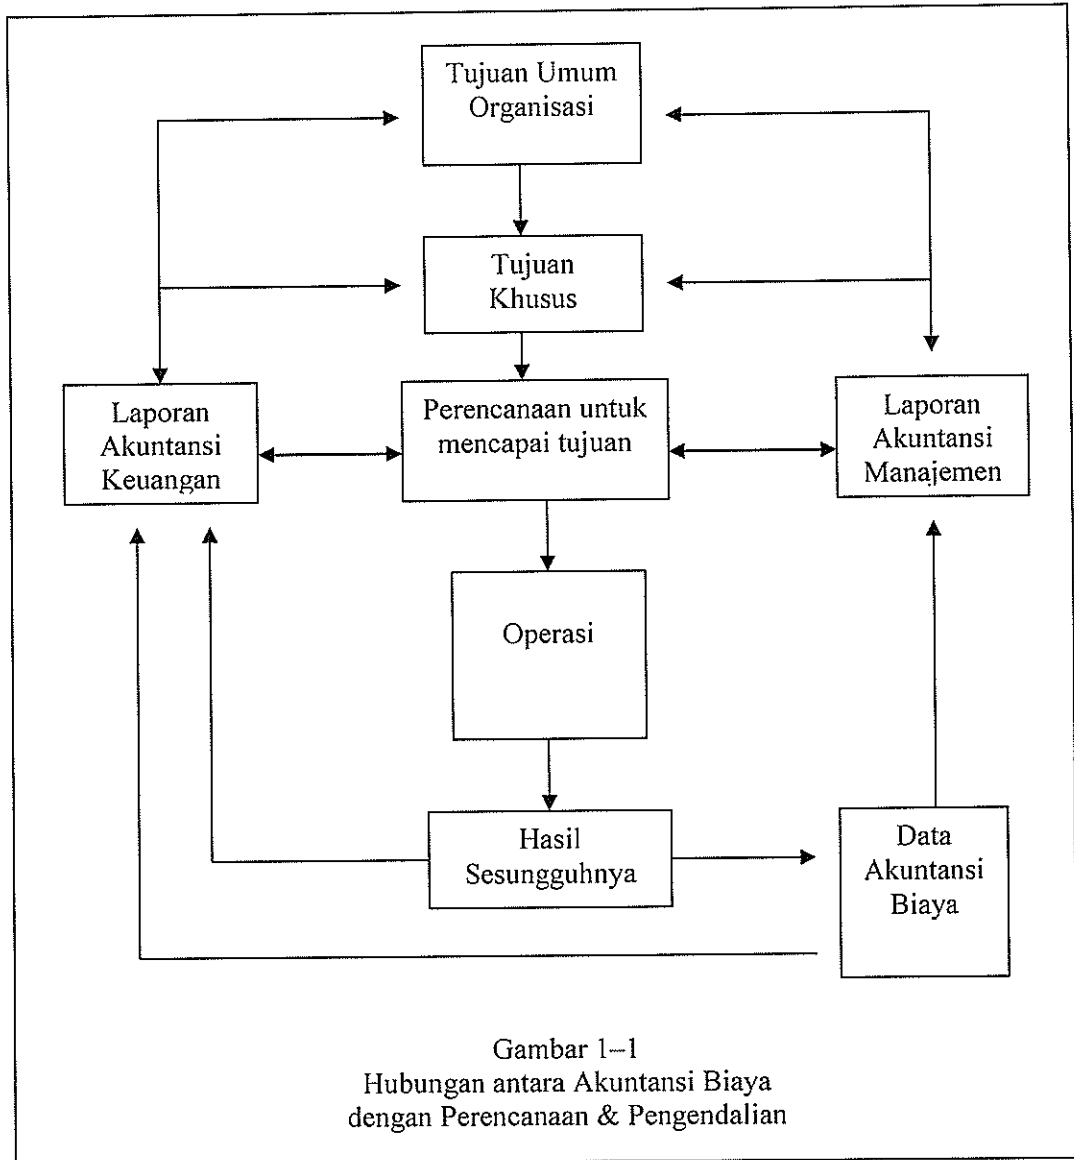 Tujuan Umum
Organisasi
Tujuan
Khusus
Laporan
Akuntansi
Keuangan
Perencanaan untuk
mencapai tujuan
Laporan
Akuntansi
Manajemen
Operasi
Hasil
Sesungguhnya
Data
Akuntansi
Biaya
Gambar 1–1
Hubungan antara Akuntansi Biaya
dengan Perencanaan & Pengendalian